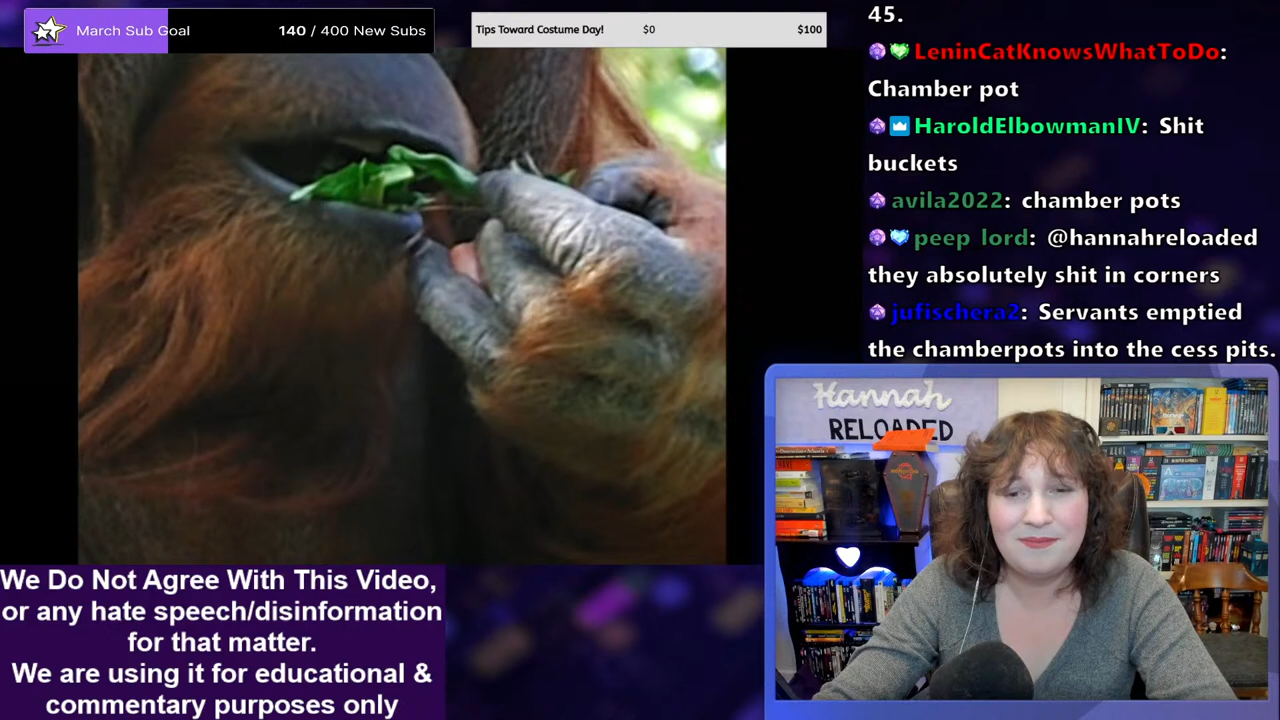 March Sub Goal 140 / 400 New Subs
Tips Toward Costume Day! $0 $100
45.
LeninCatKnowsWhatToDo:
Chamber pot
HaroldElbowmanIV: Shit
buckets
avila2022: chamber pots
peep lord: @hannahreloaded
they absolutely shit in corners
jufischera2: Servants emptied
the chamberpots into the cess pits.
Hannah
RELOADED
We Do Not Agree With This Video,
or any hate speech/disinformation
for that matter.
We are using it for educational &
commentary purposes only